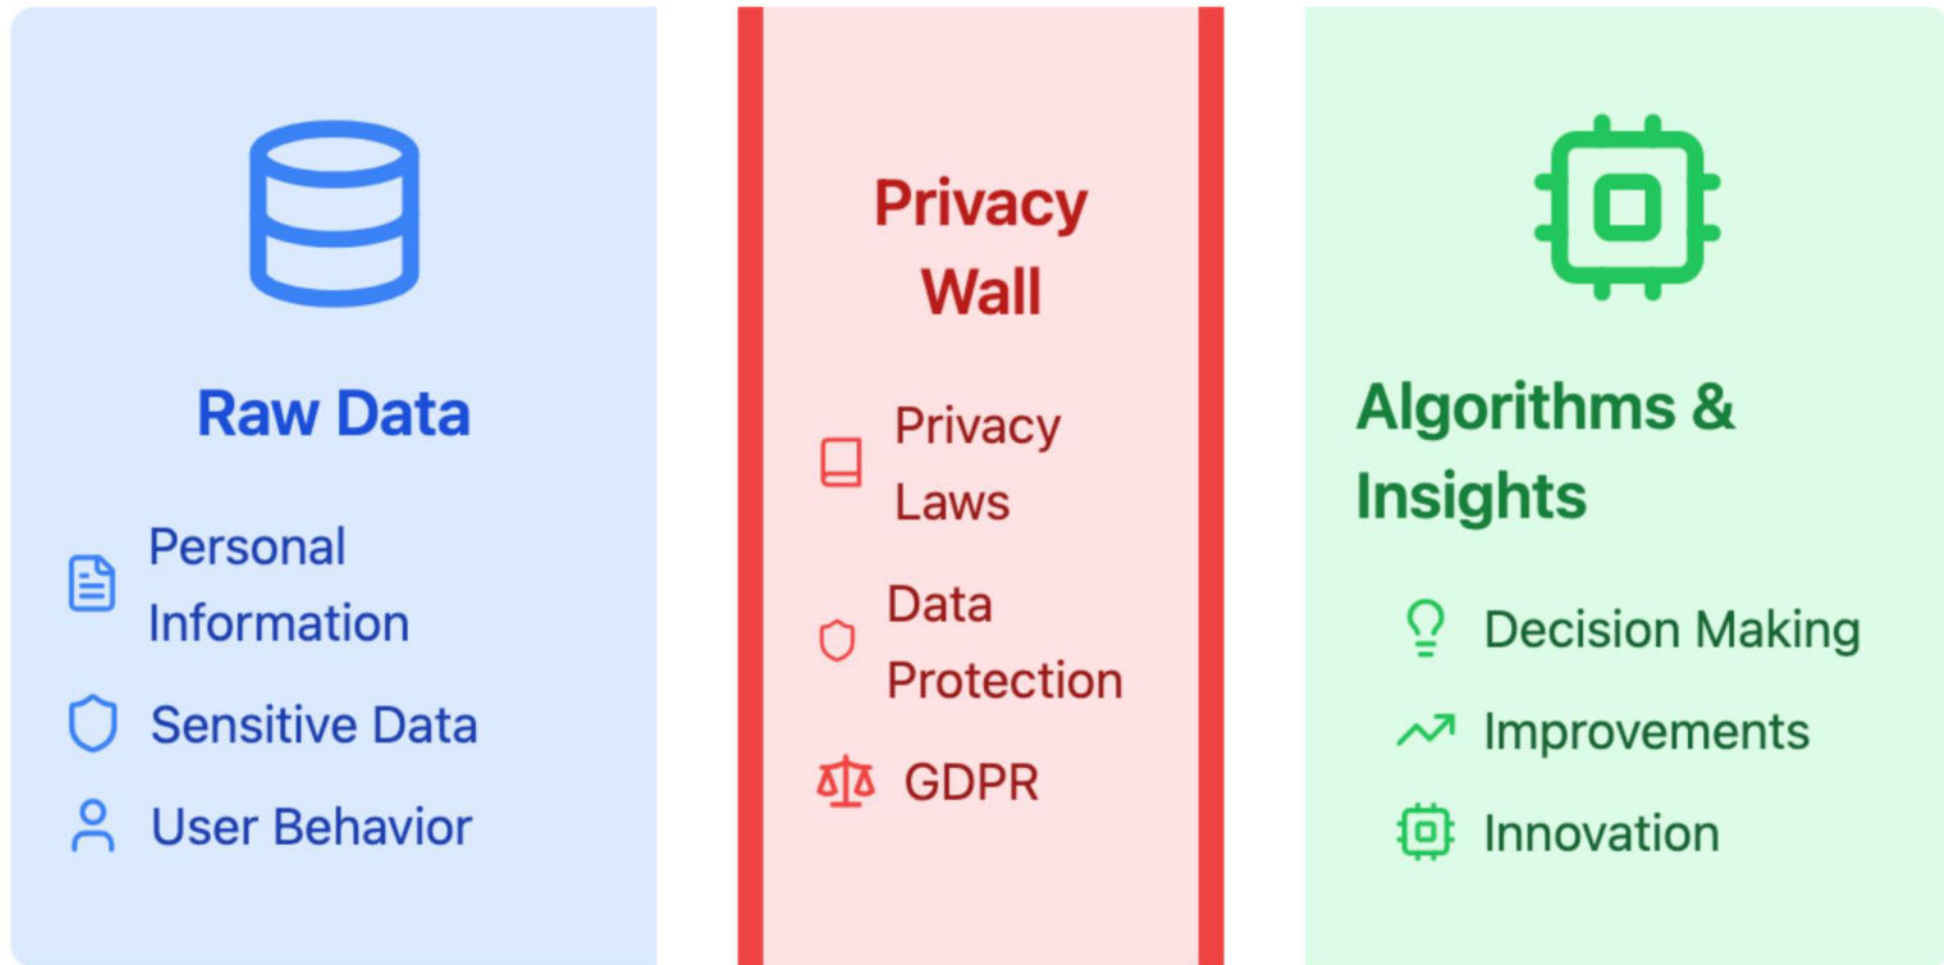 Raw Data
Personal
Information
Sensitive Data
User Behavior
Privacy
Wall
Privacy
Laws
Data
Protection
GDPR
Algorithms &
Insights
Decision Making
Improvements
Innovation